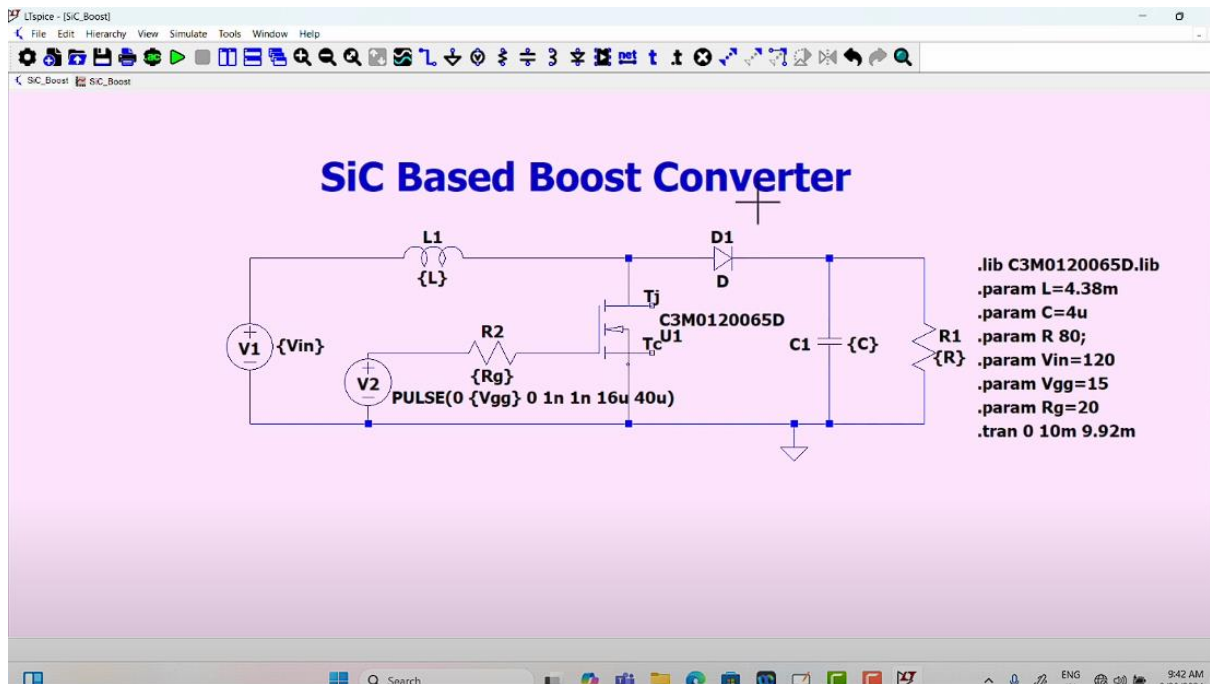 LTspice - [SiC_Boost]
File Edit Hierarchy View Simulate Tools Window Help
net t .t
SiC_Boost SiC_Boost
SiC Based Boost Converter
L1
{L}
D1
D
Tj
C3M0120065D
U1
Tc
R2
{Rg}
V1
{Vin}
V2
PULSE(0 {Vgg} 0 1n 1n 16u 40u)
C1
{C}
R1
{R}
.lib C3M0120065D.lib
.param L=4.38m
.param C=4u
.param R 80;
.param Vin=120
.param Vgg=15
.param Rg=20
.tran 0 10m 9.92m
Search
ENG
9:42 AM